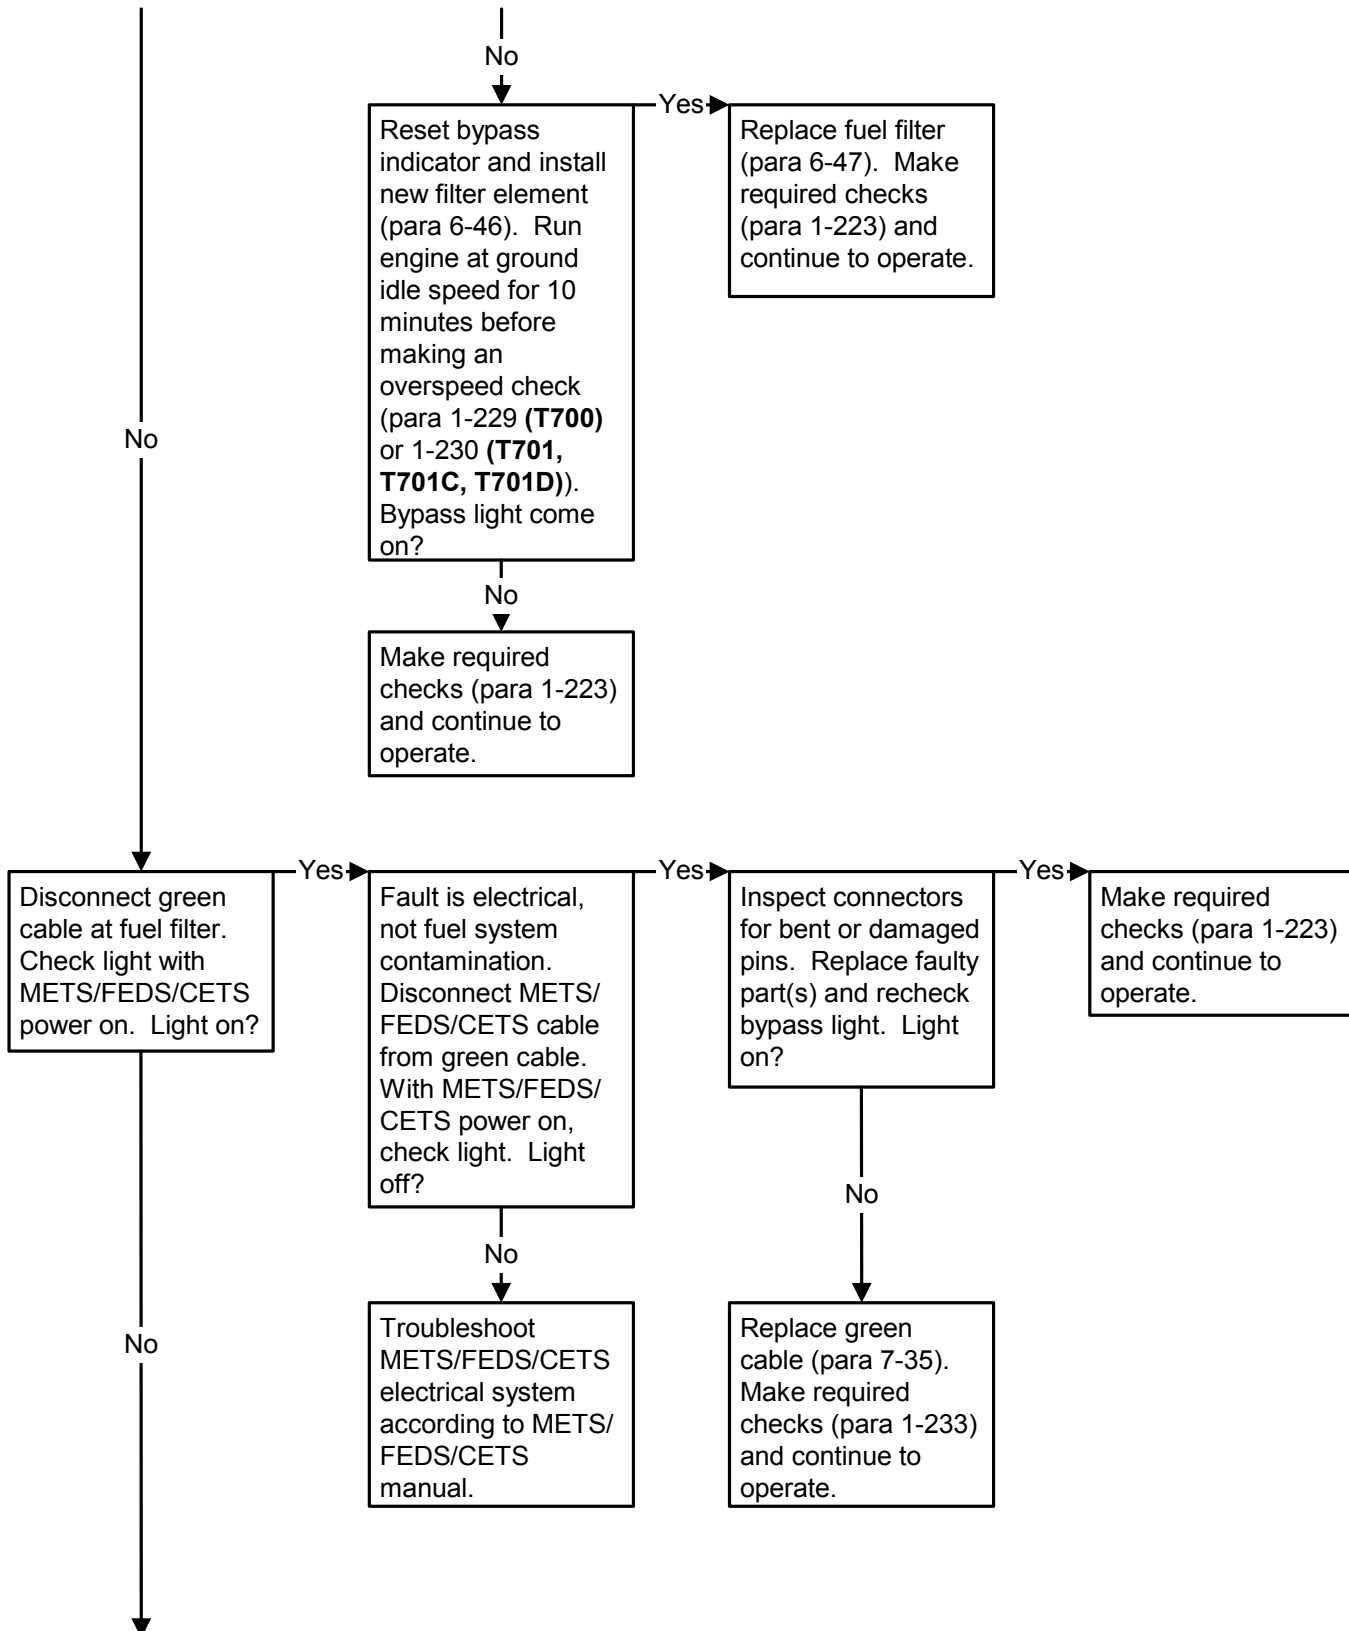 No
Reset bypass
indicator and install
new filter element
(para 6-46).  Run
engine at ground
idle speed for 10
minutes before
making an
overspeed check
(para 1-229 (T700)
or 1-230 (T701,
T701C, T701D)).
Bypass light come
on?
Yes
Replace fuel filter
(para 6-47).  Make
required checks
(para 1-223) and
continue to operate.
No
No
Make required
checks (para 1-223)
and continue to
operate.
Disconnect green
cable at fuel filter.
Check light with
METS/FEDS/CETS
power on.  Light on?
Yes
Fault is electrical,
not fuel system
contamination.
Disconnect METS/
FEDS/CETS cable
from green cable.
With METS/FEDS/
CETS power on,
check light.  Light
off?
Yes
Inspect connectors
for bent or damaged
pins.  Replace faulty
part(s) and recheck
bypass light.  Light
on?
Yes
Make required
checks (para 1-223)
and continue to
operate.
No
No
No
Troubleshoot
METS/FEDS/CETS
electrical system
according to METS/
FEDS/CETS
manual.
Replace green
cable (para 7-35).
Make required
checks (para 1-233)
and continue to
operate.